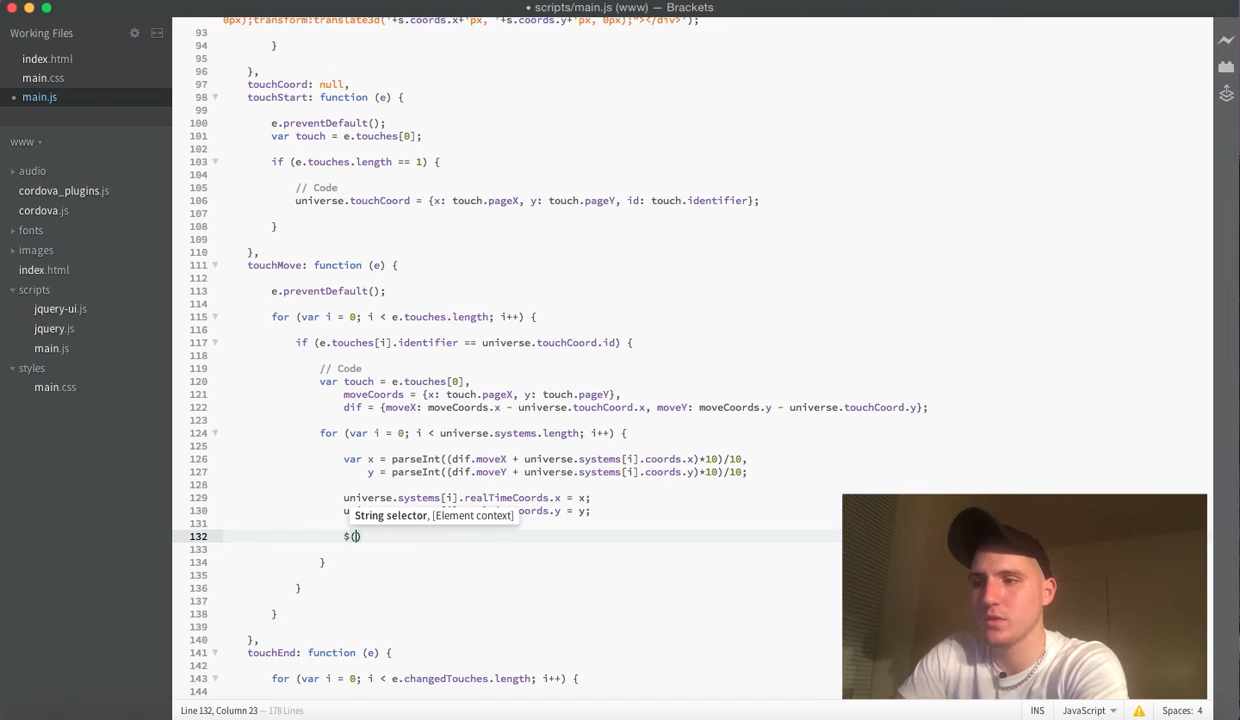 • scripts/main.js (www) — Brackets
Working Files
index.html
main.css
• main.js
www
audio
cordova_plugins.js
cordova.js
fonts
images
index.html
scripts
jquery-ui.js
jquery.js
main.js
styles
main.css
0px);transform:translate3d('+s.coords.x+'px, '+s.coords.y+'px, 0px);"></div>');
93
94 }
95
96 },
97 touchCoord: null,
98 touchStart: function (e) {
99
100 e.preventDefault();
101 var touch = e.touches[0];
102
103 if (e.touches.length == 1) {
104
105 // Code
106 universe.touchCoord = {x: touch.pageX, y: touch.pageY, id: touch.identifier};
107
108 }
109
110 },
111 touchMove: function (e) {
112
113 e.preventDefault();
114
115 for (var i = 0; i < e.touches.length; i++) {
116
117 if (e.touches[i].identifier == universe.touchCoord.id) {
118
119 // Code
120 var touch = e.touches[0],
121 moveCoords = {x: touch.pageX, y: touch.pageY},
122 dif = {moveX: moveCoords.x - universe.touchCoord.x, moveY: moveCoords.y - universe.touchCoord.y};
123
124 for (var i = 0; i < universe.systems.length; i++) {
125
126 var x = parseInt((dif.moveX + universe.systems[i].coords.x)*10)/10,
127 y = parseInt((dif.moveY + universe.systems[i].coords.y)*10)/10;
128
129 universe.systems[i].realTimeCoords.x = x;
130 oords.y = y;
String selector, [Element context]
131
132 $()
133
134 }
135
136 }
137
138 }
139
140 },
141 touchEnd: function (e) {
142
143 for (var i = 0; i < e.changedTouches.length; i++) {
144
Line 132, Column 23 — 178 Lines
INS JavaScript Spaces: 4